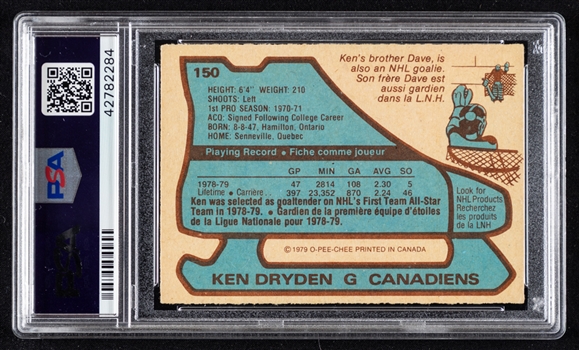 42782284
PSA
150
Ken's brother Dave, is
also an NHL goalie.
Son frère Dave est
aussi gardien
dans la L.N.H.
HEIGHT: 6'4" WEIGHT: 210
SHOOTS: Left
1st PRO SEASON: 1970-71
ACQ: Signed Following College Career
BORN: 8-8-47, Hamilton, Ontario
HOME: Senneville, Quebec
Playing Record • Fiche comme joueur
GP MIN GA AVE SO
1978-79 47 2814 108 2.30 5
Lifetime • Carrière.. 397 23,352 870 2.24 46
Ken was selected as goaltender on NHL's First Team All-Star
Team in 1978-79. • Gardien de la première équipe d'étoiles
de la Ligue Nationale pour 1978-79.
Look for
NHL Products
Recherchez
les produits
de la LNH
©1979 O-PEE-CHEE PRINTED IN CANADA
KEN DRYDEN G CANADIENS